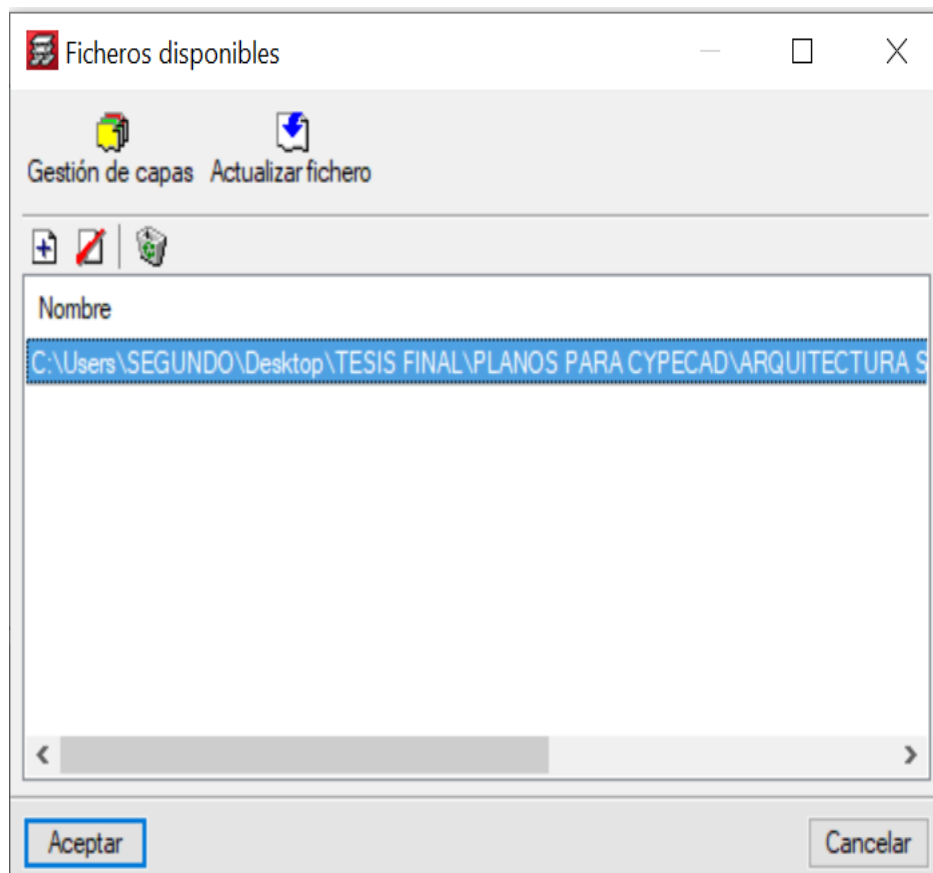 Ficheros disponibles
Gestión de capas Actualizar fichero
Nombre
C:\Users\SEGUNDO\Desktop\TESIS FINAL\PLANOS PARA CYPECAD\ARQUITECTURA S
Aceptar Cancelar